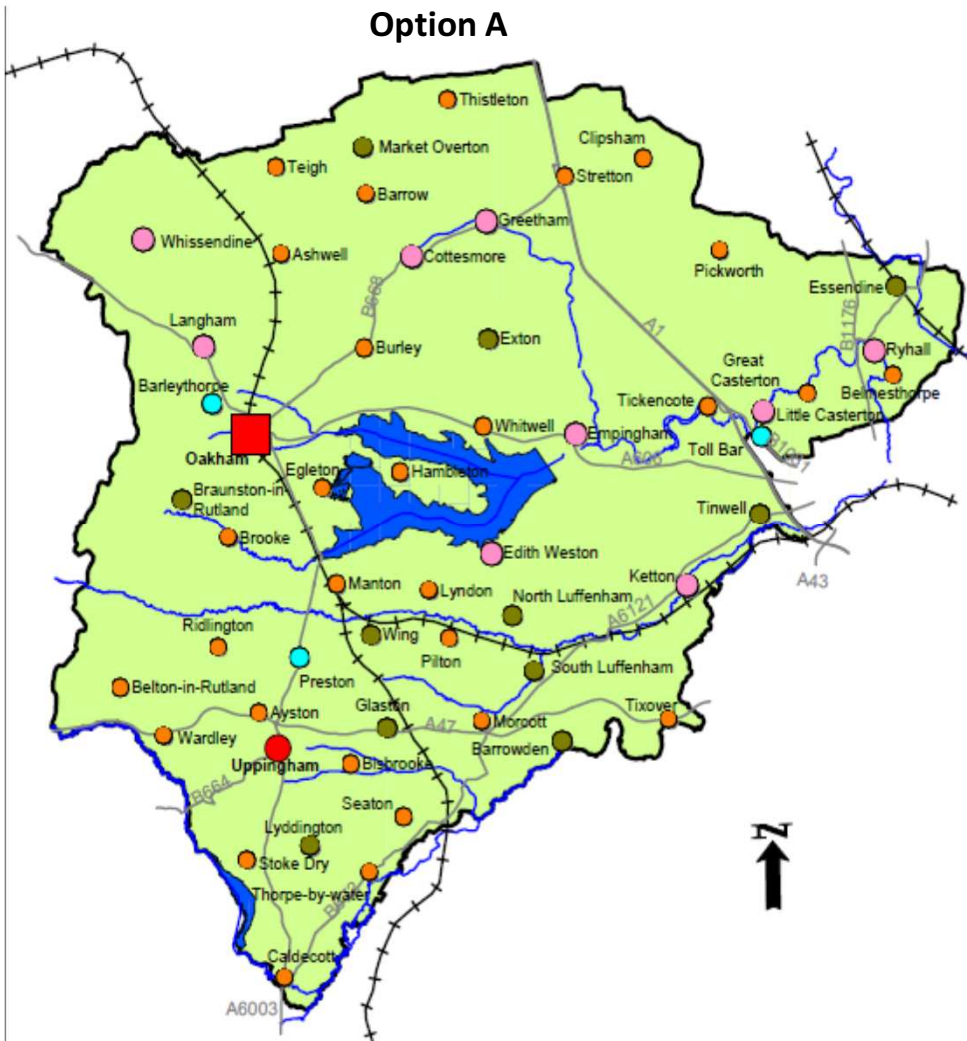 Option A
Thistleton
Clipsham
Market Overton
Teigh
Stretton
Barrow
Greetham
Whissendine
Ashwell
Cottesmore
Pickworth
Essendine
B668
A1
B1176
Langham
Exton
Burley
Ryhall
Great
Casterton
Belmesthorpe
Barleythorpe
Tickencote
Little Casterton
Whitwell
Empingham
Toll Bar
B1081
Oakham
A606
Egleton
Hambleton
Braunston-in-
Rutland
Tinwell
Brooke
Edith Weston
Ketton
A43
Manton
Lyndon
North Luffenham
A6121
Ridlington
Wing
Pilton
South Luffenham
Preston
Belton-in-Rutland
Ayston
Glaston
A47
Morcott
Tixover
Wardley
Barrowden
Uppingham
Bisbrooke
B664
Seaton
Lyddington
Stoke Dry
Thorpe-by-water
Caldecott
A6003
N